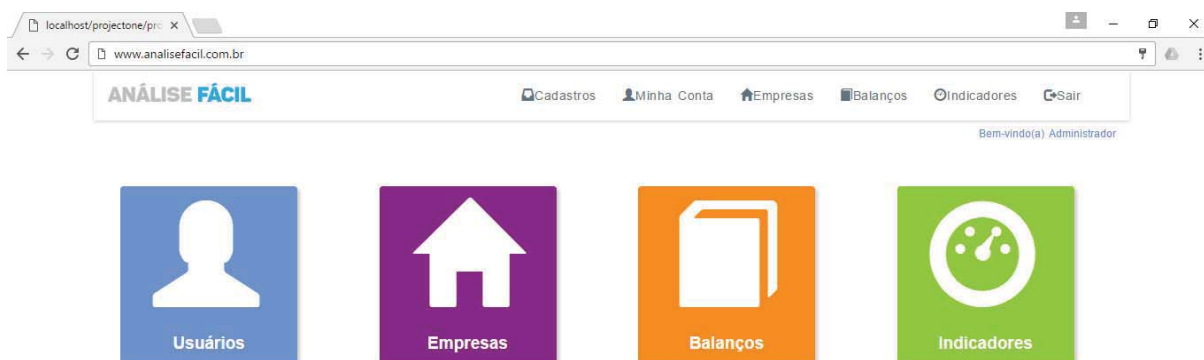 localhost/projectone/pro
www.analisefacil.com.br
ANÁLISE FÁCIL
Cadastros Minha Conta Empresas Balanços Indicadores Sair
Bem-vindo(a) Administrador
Usuários Empresas Balanços Indicadores